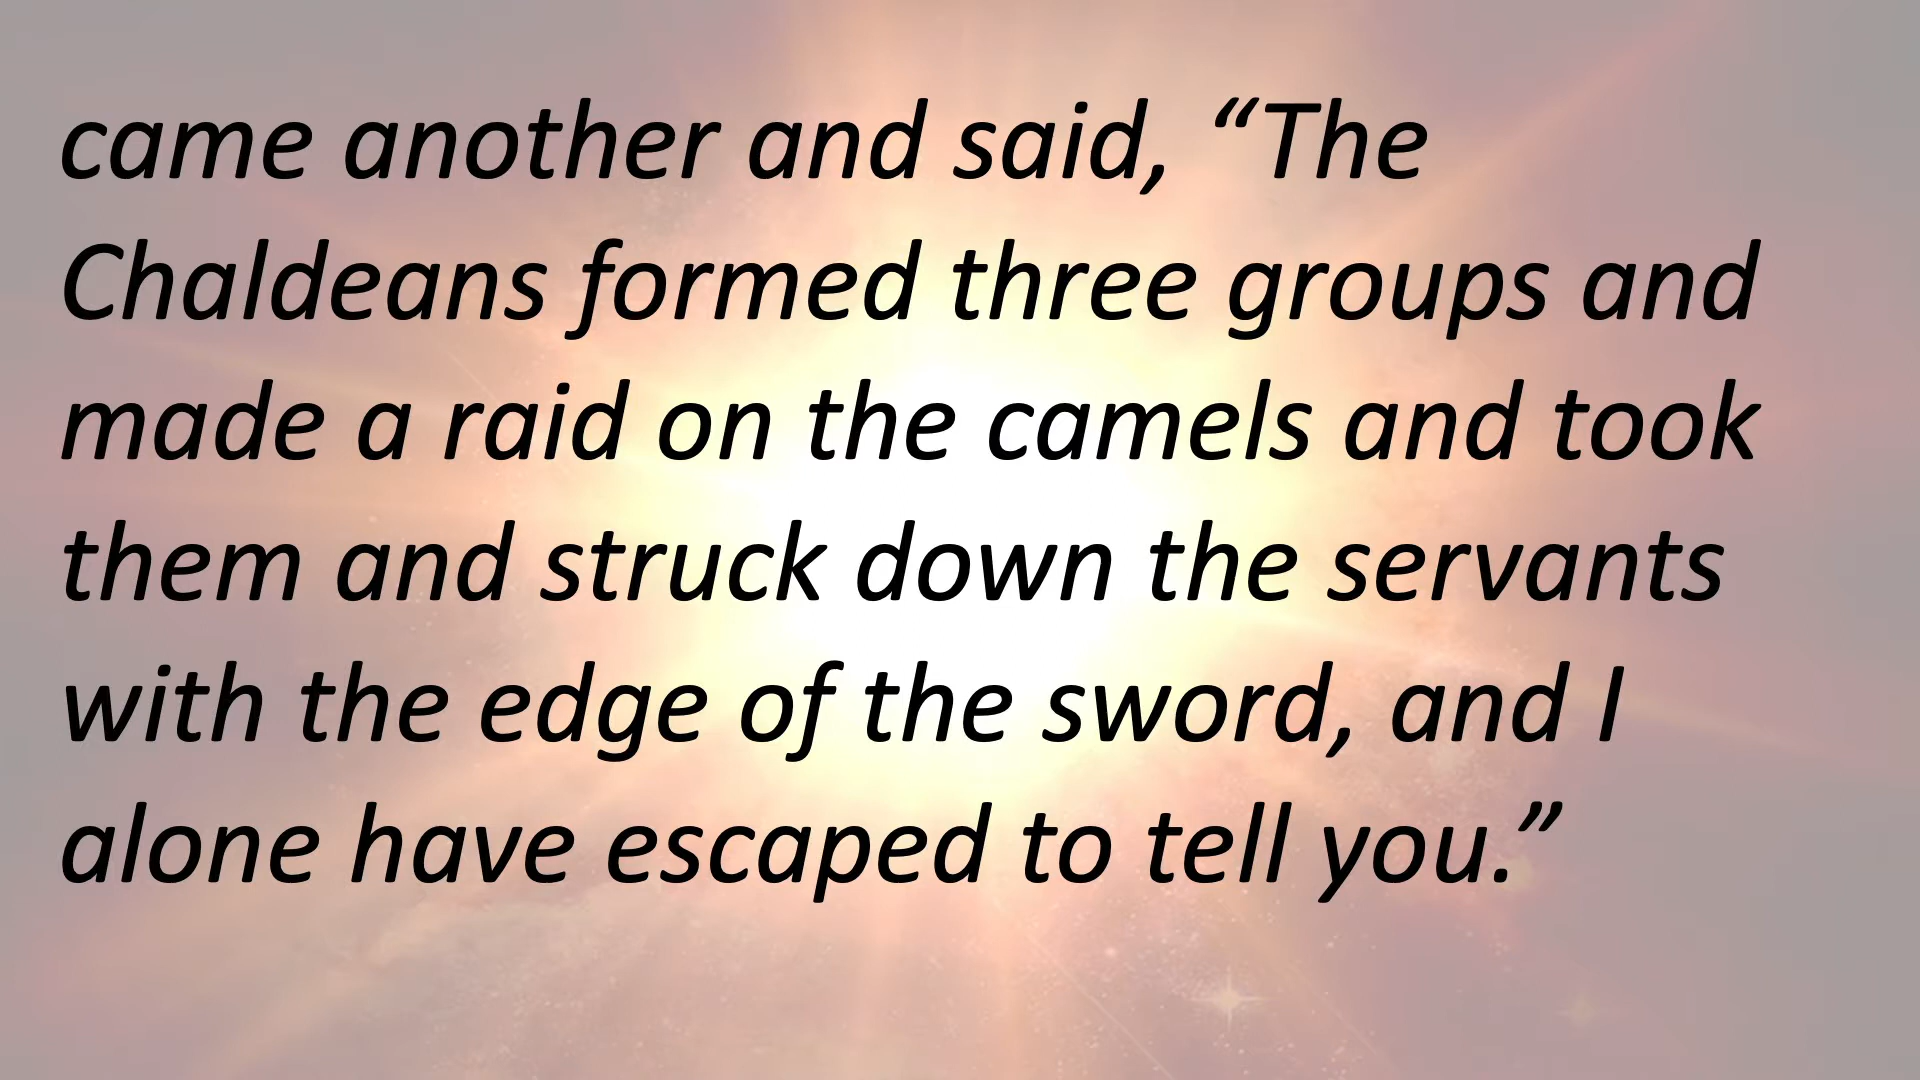 came another and said, “The
Chaldeans formed three groups and
made a raid on the camels and took
them and struck down the servants
with the edge of the sword, and I
alone have escaped to tell you.”